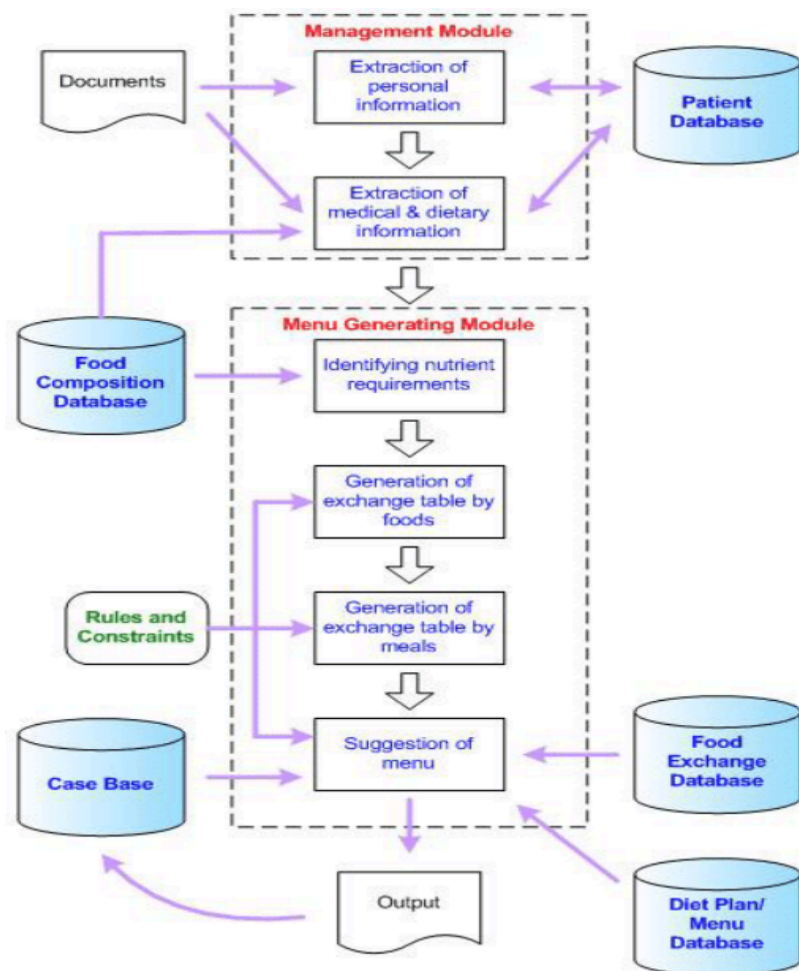 Management Module
Documents
Extraction of
personal
information
Patient
Database
Extraction of
medical & dietary
information
Menu Generating Module
Food
Composition
Database
Identifying nutrient
requirements
Generation of
exchange table by
foods
Rules and
Constraints
Generation of
exchange table by
meals
Case Base
Suggestion of
menu
Food
Exchange
Database
Output
Diet Plan/
Menu
Database